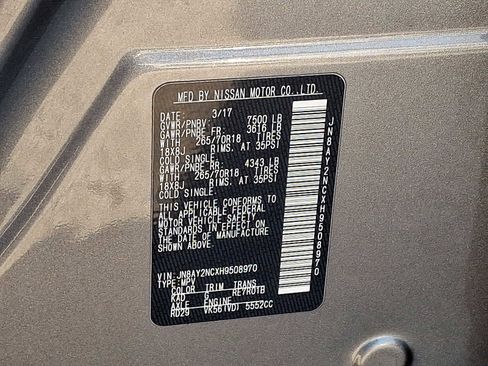 MFD BY NISSAN MOTOR CO.,LTD.
DATE: 3/17
GVWR/PNBV: 7500 LB
GAWR/PNBE FR: 3616 LB
WITH 265/70R18 TIRES
18X8J RIMS, AT 35PSI
COLD SINGLE.
GAWR/PNBE RR: 4343 LB
WITH 265/70R18 TIRES
18X8J RIMS, AT 35PSI
COLD SINGLE.
THIS VEHICLE CONFORMS TO
ALL APPLICABLE FEDERAL
MOTOR VEHICLE SAFETY
STANDARDS IN EFFECT ON
THE DATE OF MANUFACTURE
SHOWN ABOVE.
VIN: JN8AY2NCXH9508970
TYPE: MPV
COLOR TRIM TRANS
KAD G RE7R01B
AXLE ENGINE
RD29 VK56(VD) 5552CC
JN8AY2NCXH9508970